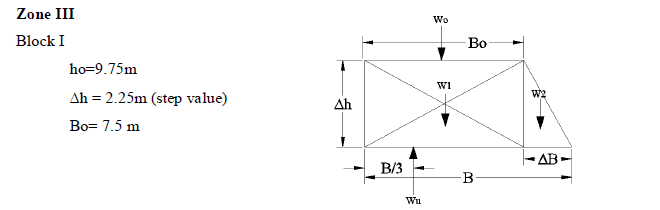 Zone III
Block I
ho=9.75m
Δh = 2.25m (step value)
Bo= 7.5 m
Wo
Bo
W1
W2
Δh
ΔB
B/3
B
Wu